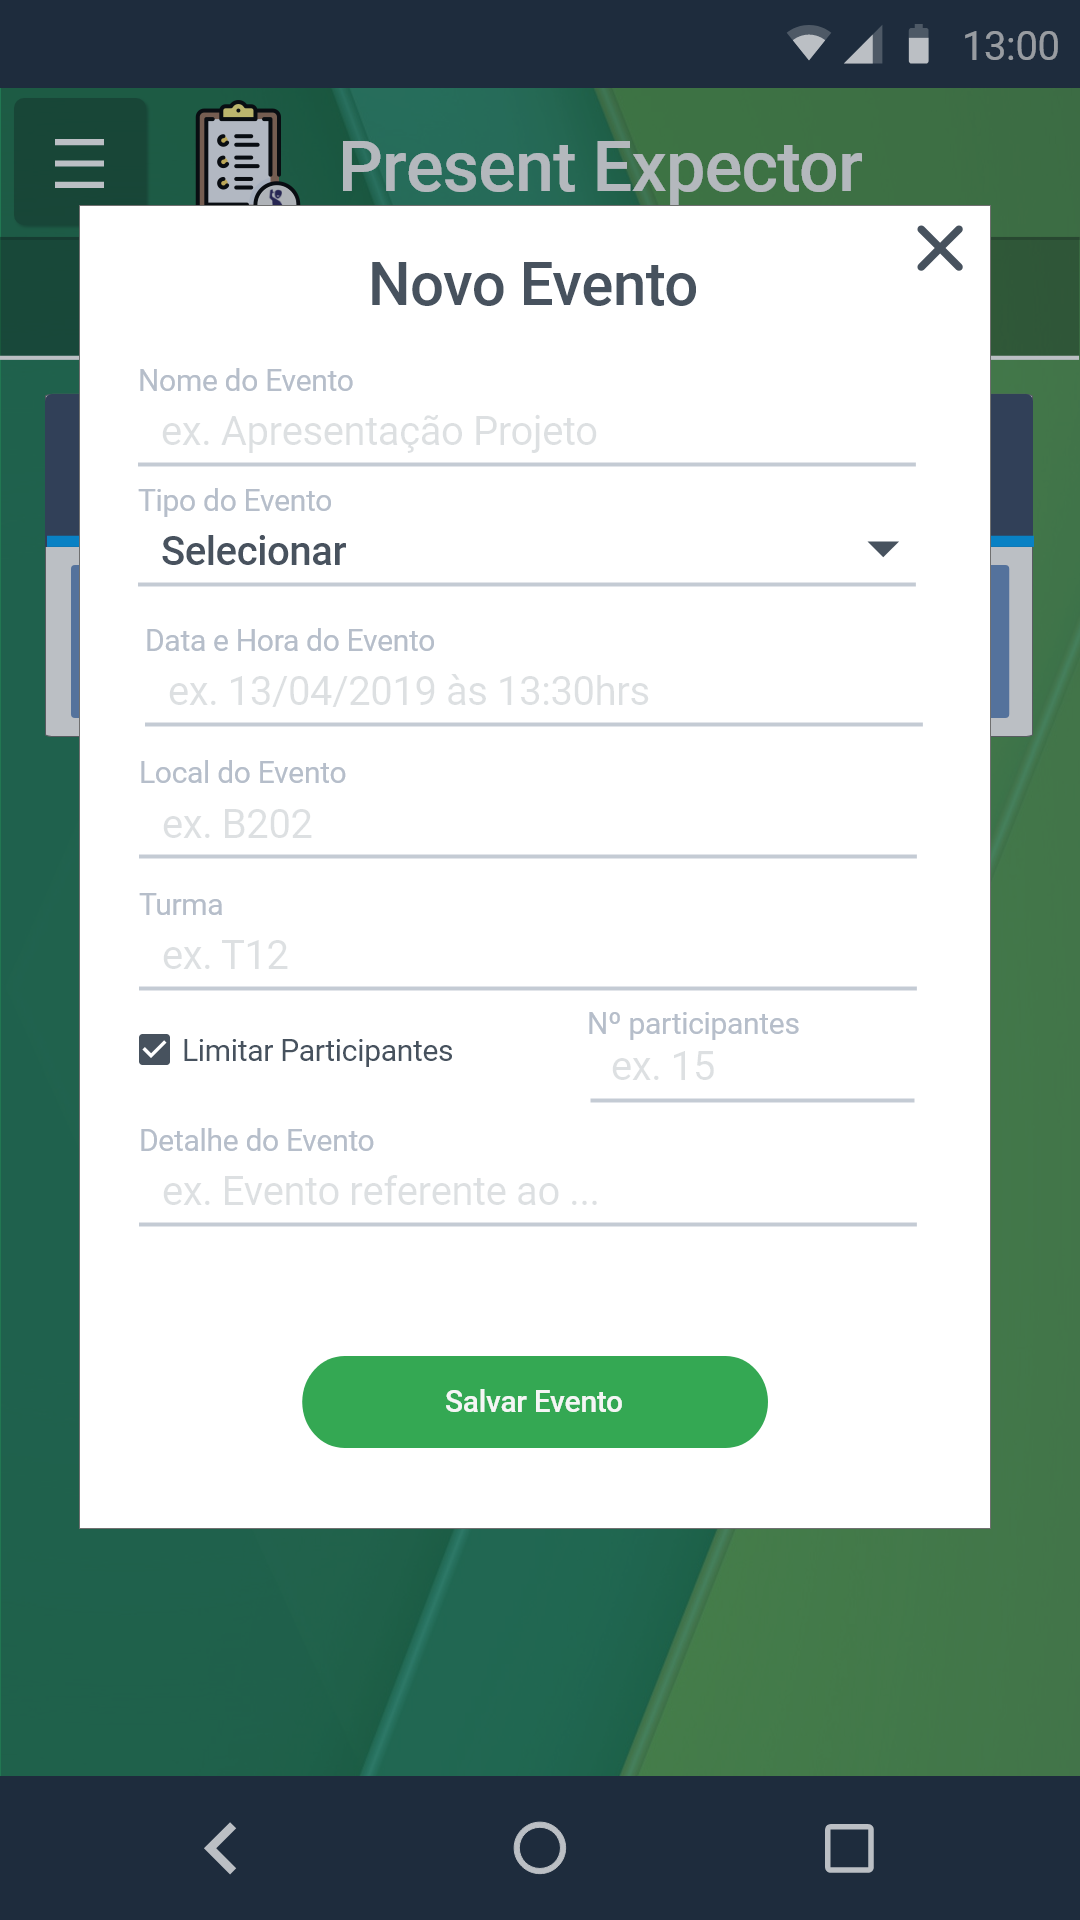 13:00
Present Expector
Novo Evento
Nome do Evento
ex. Apresentação Projeto
Tipo do Evento
Selecionar
Data e Hora do Evento
ex. 13/04/2019 às 13:30hrs
Local do Evento
ex. B202
Turma
ex. T12
Limitar Participantes
Nº participantes
ex. 15
Detalhe do Evento
ex. Evento referente ao ...
Salvar Evento